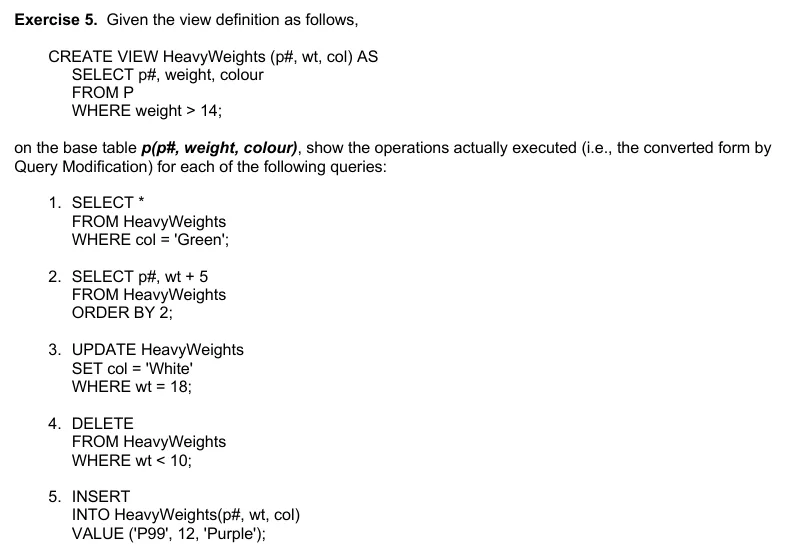 Exercise 5. Given the view definition as follows,
CREATE VIEW HeavyWeights (p#, wt, col) AS
SELECT p#, weight, colour
FROM P
WHERE weight > 14;
on the base table p(p#, weight, colour), show the operations actually executed (i.e., the converted form by
Query Modification) for each of the following queries:
1. SELECT *
FROM HeavyWeights
WHERE col = 'Green';
2. SELECT p#, wt + 5
FROM HeavyWeights
ORDER BY 2;
3. UPDATE HeavyWeights
SET col = 'White'
WHERE wt = 18;
4. DELETE
FROM HeavyWeights
WHERE wt < 10;
5. INSERT
INTO HeavyWeights(p#, wt, col)
VALUE ('P99', 12, 'Purple');